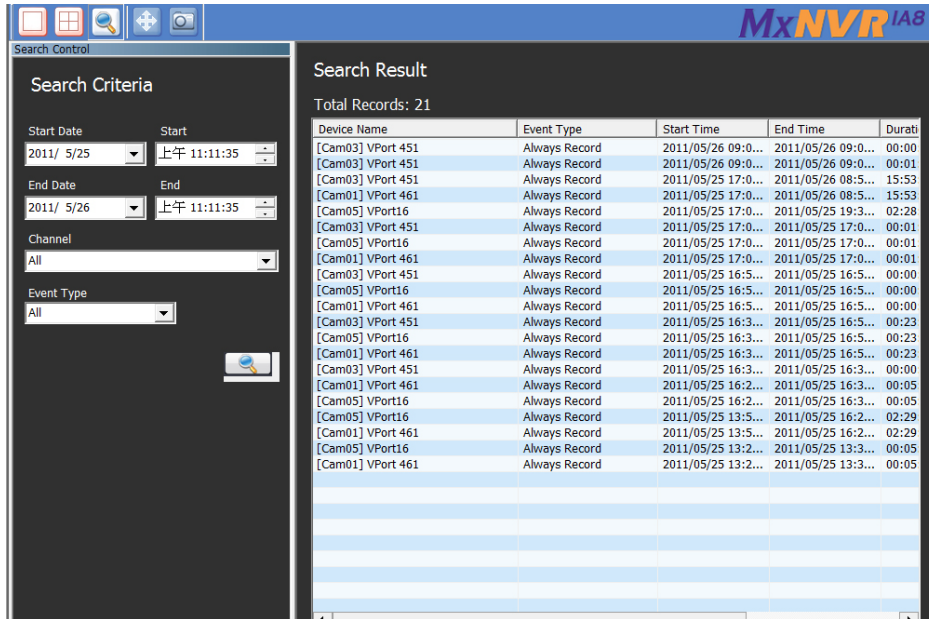 MxNVR IA8
Search Control
Search Criteria
Start Date Start
2011/ 5/25 上午 11:11:35
End Date End
2011/ 5/26 上午 11:11:35
Channel
All
Event Type
All
Search Result
Total Records: 21
Device Name Event Type Start Time End Time Durati
[Cam03] VPort 451 Always Record 2011/05/26 09:0... 2011/05/26 09:0... 00:00
[Cam05] VPort16 Always Record 2011/05/26 09:0... 2011/05/26 09:0... 00:01
[Cam03] VPort 451 Always Record 2011/05/25 17:0... 2011/05/26 08:5... 15:53
[Cam01] VPort 461 Always Record 2011/05/25 17:0... 2011/05/26 08:5... 15:53
[Cam05] VPort16 Always Record 2011/05/25 17:0... 2011/05/25 19:3... 02:28
[Cam03] VPort 451 Always Record 2011/05/25 17:0... 2011/05/25 17:0... 00:01
[Cam05] VPort16 Always Record 2011/05/25 17:0... 2011/05/25 17:0... 00:01
[Cam01] VPort 461 Always Record 2011/05/25 17:0... 2011/05/25 17:0... 00:01
[Cam03] VPort 451 Always Record 2011/05/25 16:5... 2011/05/25 16:5... 00:00
[Cam05] VPort16 Always Record 2011/05/25 16:5... 2011/05/25 16:5... 00:00
[Cam01] VPort 461 Always Record 2011/05/25 16:5... 2011/05/25 16:5... 00:00
[Cam03] VPort 451 Always Record 2011/05/25 16:3... 2011/05/25 16:5... 00:23
[Cam05] VPort16 Always Record 2011/05/25 16:3... 2011/05/25 16:5... 00:23
[Cam01] VPort 461 Always Record 2011/05/25 16:3... 2011/05/25 16:5... 00:23
[Cam03] VPort 451 Always Record 2011/05/25 16:3... 2011/05/25 16:3... 00:00
[Cam01] VPort 461 Always Record 2011/05/25 16:2... 2011/05/25 16:3... 00:05
[Cam05] VPort16 Always Record 2011/05/25 16:2... 2011/05/25 16:3... 00:05
[Cam05] VPort16 Always Record 2011/05/25 13:5... 2011/05/25 16:2... 02:29
[Cam01] VPort 461 Always Record 2011/05/25 13:5... 2011/05/25 16:2... 02:29
[Cam05] VPort16 Always Record 2011/05/25 13:2... 2011/05/25 13:3... 00:05
[Cam01] VPort 461 Always Record 2011/05/25 13:2... 2011/05/25 13:3... 00:05